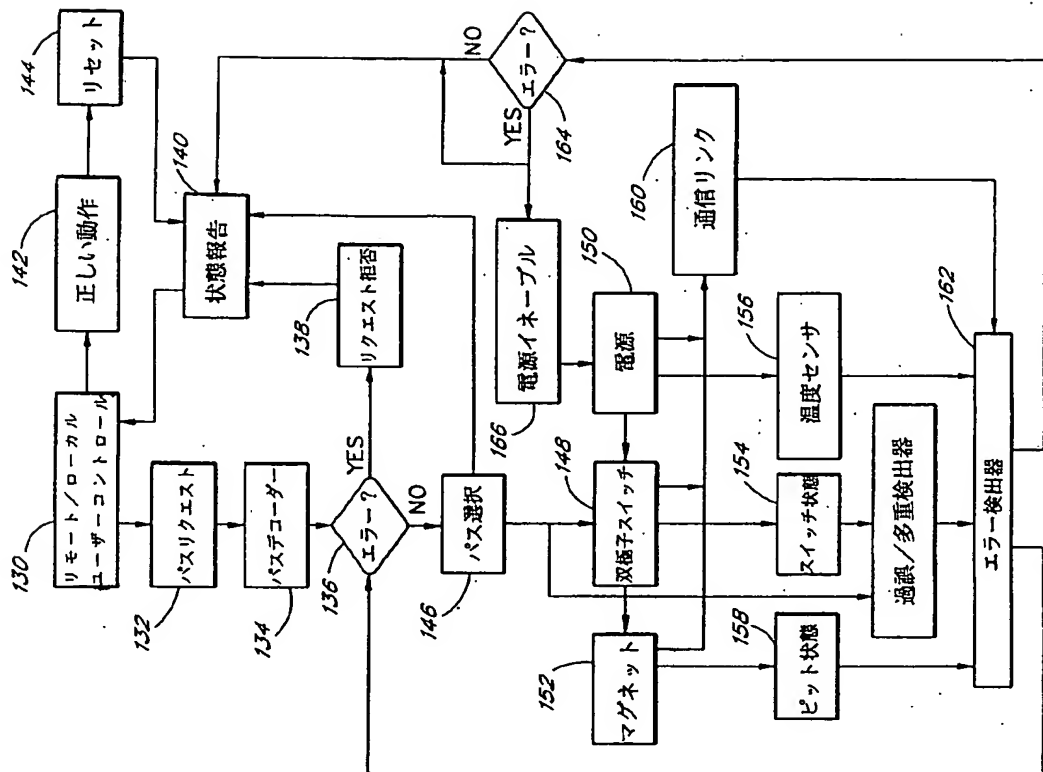 130
リモート／ローカル
ユーザーコントロール
142
正しい動作
144
リセット
132
パスリクエスト
140
状態報告
134
パスデコーダー
136
エラー？
YES
NO
138
リクエスト拒否
エラー？
NO
YES
164
146
パス選択
166
電源イネーブル
160
通信リンク
152
マグネット
148
双極子スイッチ
150
電源
158
ピット状態
154
スイッチ状態
156
温度センサ
過誤／多重検出器
162
エラー検出器